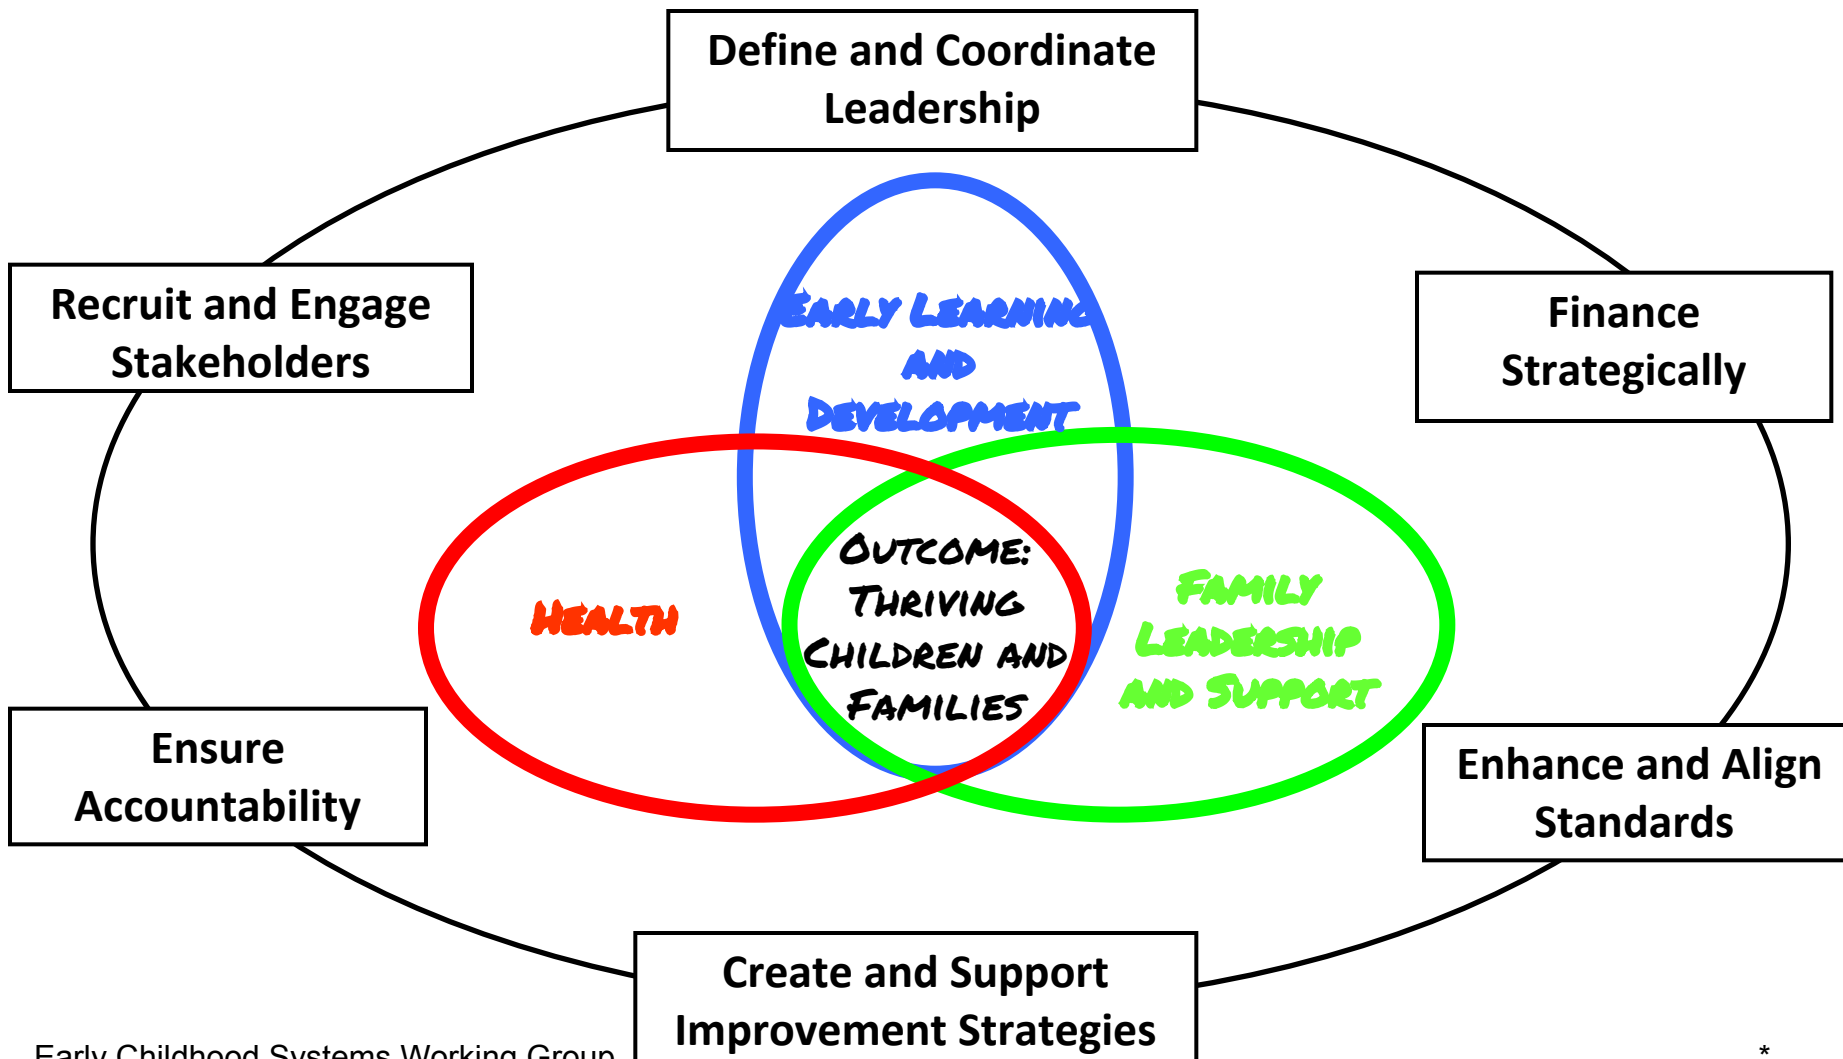 Define and Coordinate
Leadership
Recruit and Engage
Stakeholders
Finance
Strategically
Early Learning
and
Development
Outcome:
Thriving
Children and
Families
Health
Family
Leadership
and Support
Ensure
Accountability
Enhance and Align
Standards
Create and Support
Improvement Strategies
Early Childhood Systems Working Group
*